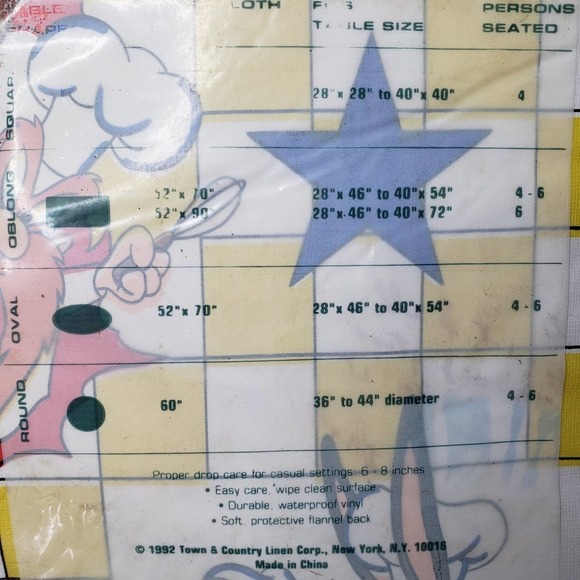 TABLE LOTH FITS PERSONS
TABLE SIZE SEATED
SQUAR 28"x 28" to 40"x 40" 4
OBLONG 52"x 70" 28"x 46" to 40"x 54" 4 - 6
52"x 90" 28"x 46" to 40"x 72" 6
OVAL 52"x 70" 28"x 46" to 40"x 54" 4 - 6
ROUND 60" 36" to 44" diameter 4 - 6
Proper drop care for casual settings: 6 - 8 inches
• Easy care, wipe clean surface
• Durable, waterproof vinyl
• Soft, protective flannel back
© 1992 Town & Country Linen Corp., New York, N.Y. 10016
Made in China